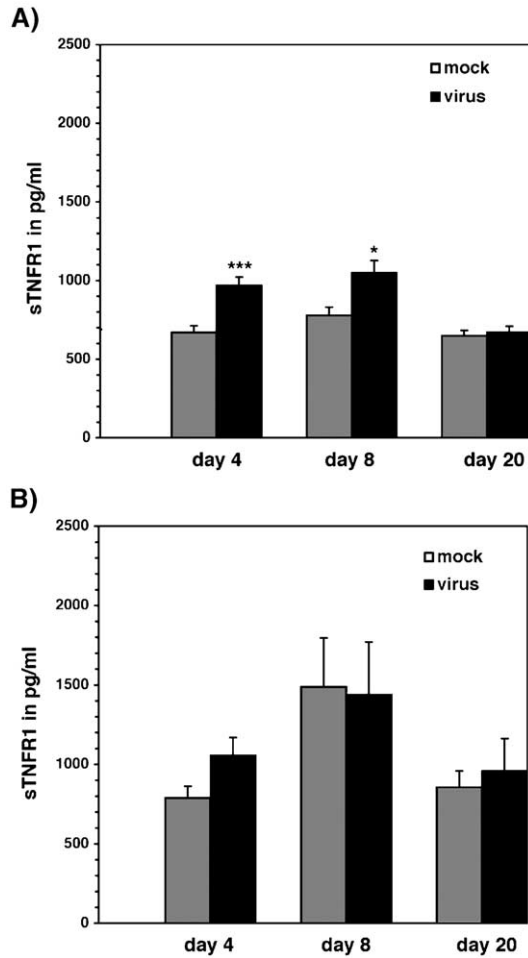 A)
2500
mock
virus
2000
1500
sTNFR1 in pg/ml
***
*
1000
500
0
day 4 day 8 day 20
B)
2500
mock
virus
2000
1500
sTNFR1 in pg/ml
1000
500
0
day 4 day 8 day 20